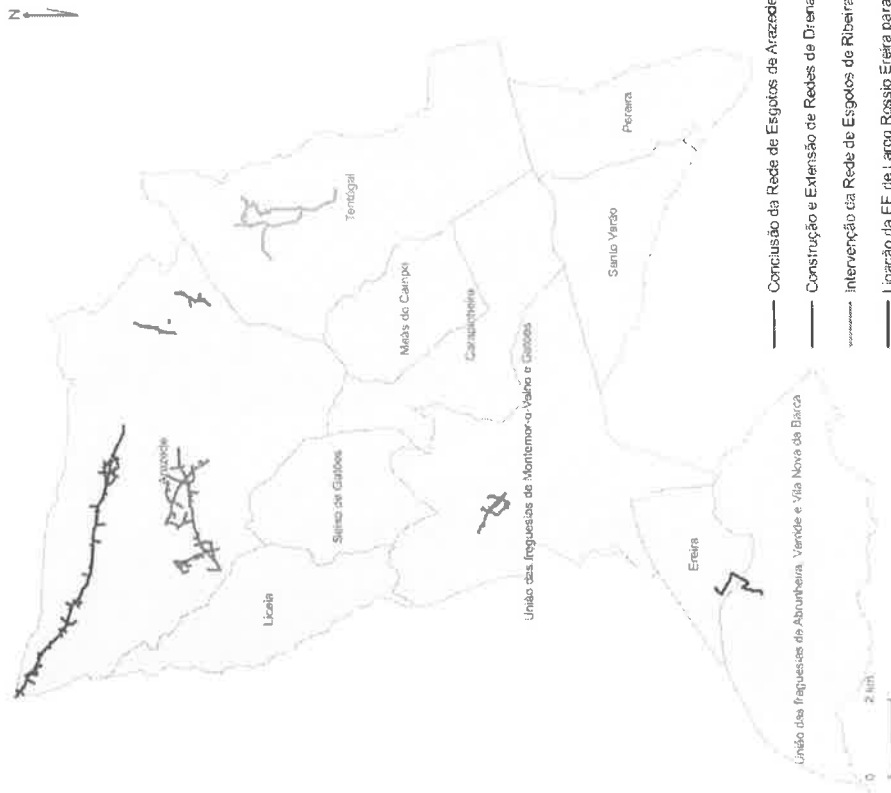 N
Arazede
Tentúgal
Liceia
Seixo de Gatões
Meãs do Campo
Carapinheira
União das freguesias de Montemor-o-Velho e Gatões
Pereira
Santo Varão
Ereira
União das freguesias de Abrunheira, Verride e Vila Nova da Barca
0 2 km
Conclusão da Rede de Esgotos de Arazede
Construção e Extensão de Redes de Drena
Intervenção da Rede de Esgotos de Ribeira
Ligação da EE de Largo Rossio Ereira para